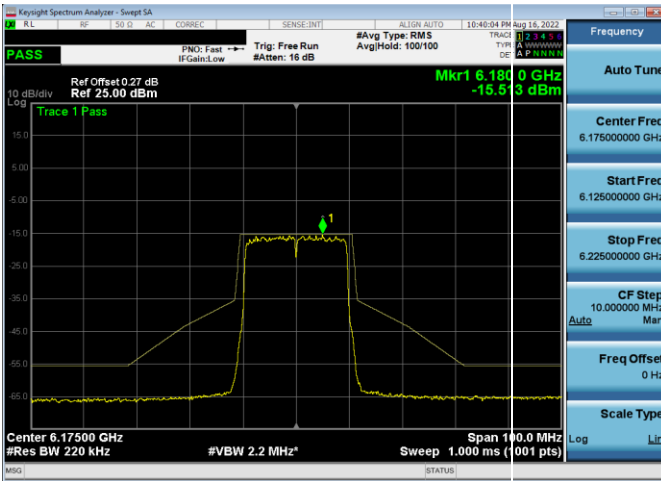 Keysight Spectrum Analyzer - Swept SA
RL RF 50 Ω AC CORREC SENSE:INT ALIGN AUTO 10:40:04 PM Aug 16, 2022
PASS
PNO: Fast
IFGain:Low
Trig: Free Run
#Atten: 16 dB
#Avg Type: RMS
Avg|Hold: 100/100
TRACE 1 2 3 4 5 6
TYPE A WWWWW
DET A P N N N N
Ref Offset 0.27 dB
10 dB/div Ref 25.00 dBm
Log
Mkr1 6.180 0 GHz
-15.513 dBm
Trace 1 Pass
15.0
5.00
-5.00
-15.0
-25.0
-35.0
-45.0
-55.0
-65.0
1
Center 6.17500 GHz Span 100.0 MHz
#Res BW 220 kHz #VBW 2.2 MHz* Sweep 1.000 ms (1001 pts)
MSG STATUS
Frequency
Auto Tune
Center Freq
6.175000000 GHz
Start Freq
6.125000000 GHz
Stop Freq
6.225000000 GHz
CF Step
10.000000 MHz
Auto Man
Freq Offset
0 Hz
Scale Type
Log Lin